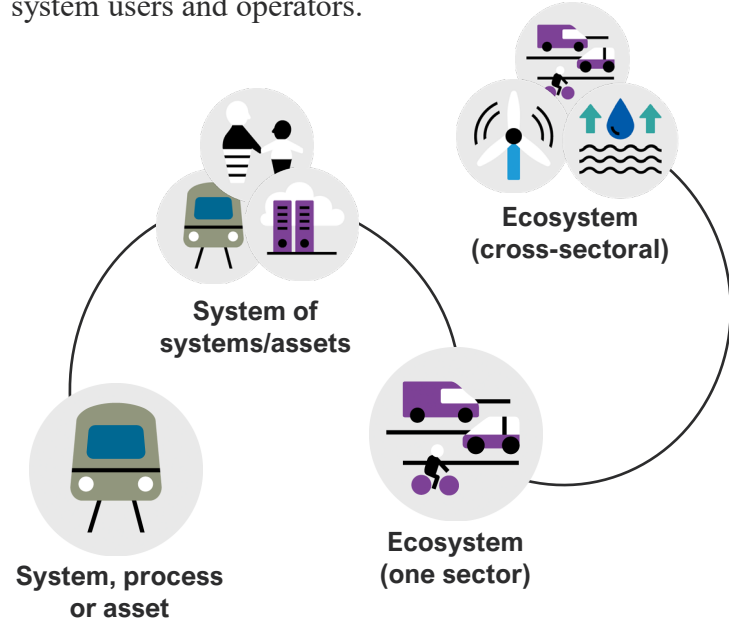 system users and operators.
Ecosystem
(cross-sectoral)
System of
systems/assets
Ecosystem
(one sector)
System, process
or asset